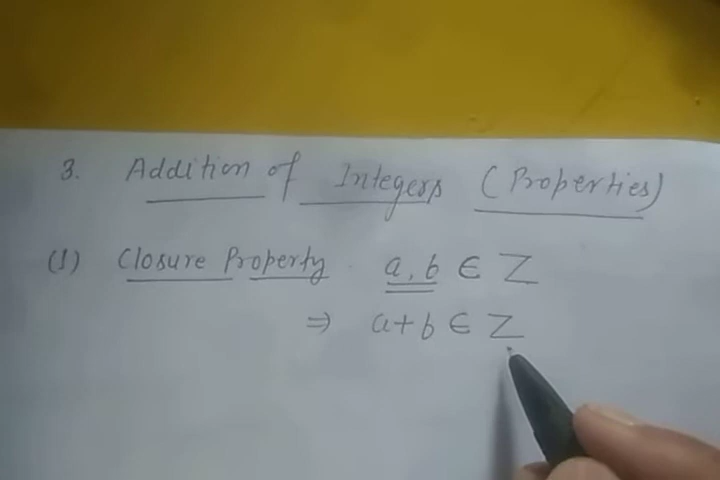 3. Addition of Integers (Properties)
(1) Closure Property. a, b ∈ Z
⇒ a+b ∈ Z